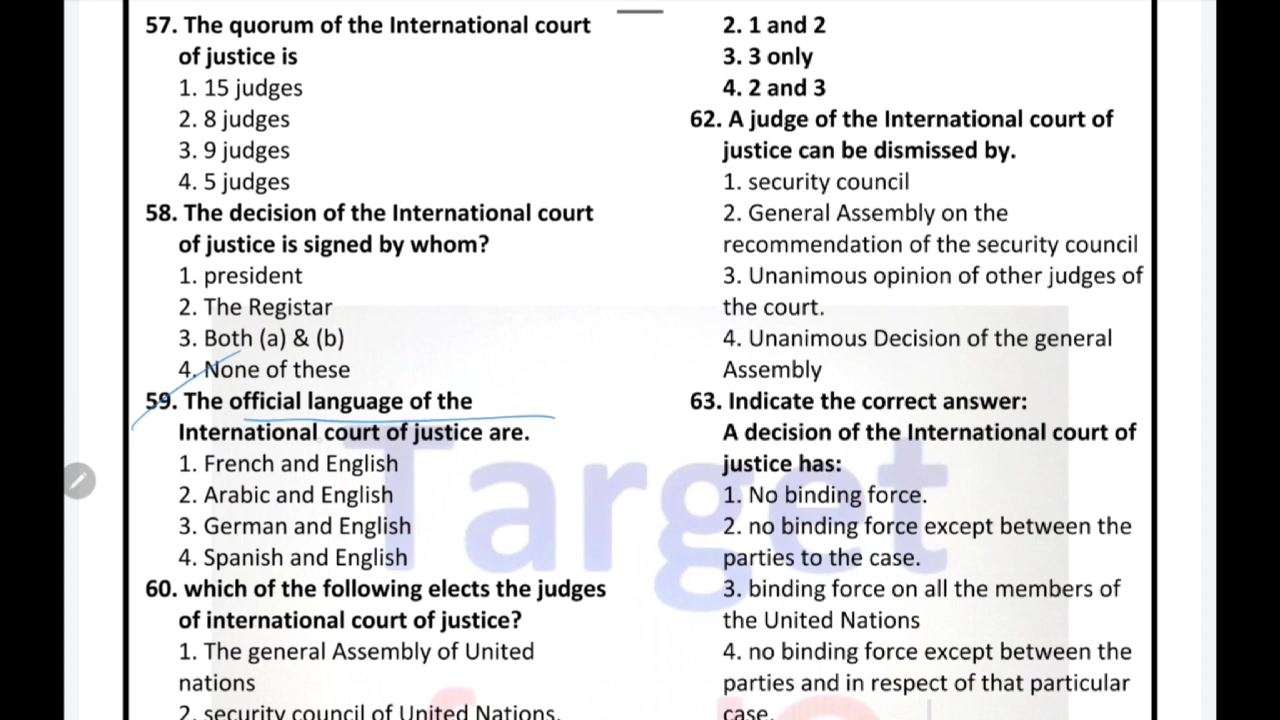 57. The quorum of the International court
of justice is
1. 15 judges
2. 8 judges
3. 9 judges
4. 5 judges
58. The decision of the International court
of justice is signed by whom?
1. president
2. The Registar
3. Both (a) & (b)
4. None of these
59. The official language of the
International court of justice are.
1. French and English
2. Arabic and English
3. German and English
4. Spanish and English
60. which of the following elects the judges
of international court of justice?
1. The general Assembly of United
nations
2. security council of United Nations.
2. 1 and 2
3. 3 only
4. 2 and 3
62. A judge of the International court of
justice can be dismissed by.
1. security council
2. General Assembly on the
recommendation of the security council
3. Unanimous opinion of other judges of
the court.
4. Unanimous Decision of the general
Assembly
63. Indicate the correct answer:
A decision of the International court of
justice has:
1. No binding force.
2. no binding force except between the
parties to the case.
3. binding force on all the members of
the United Nations
4. no binding force except between the
parties and in respect of that particular
case.
Target